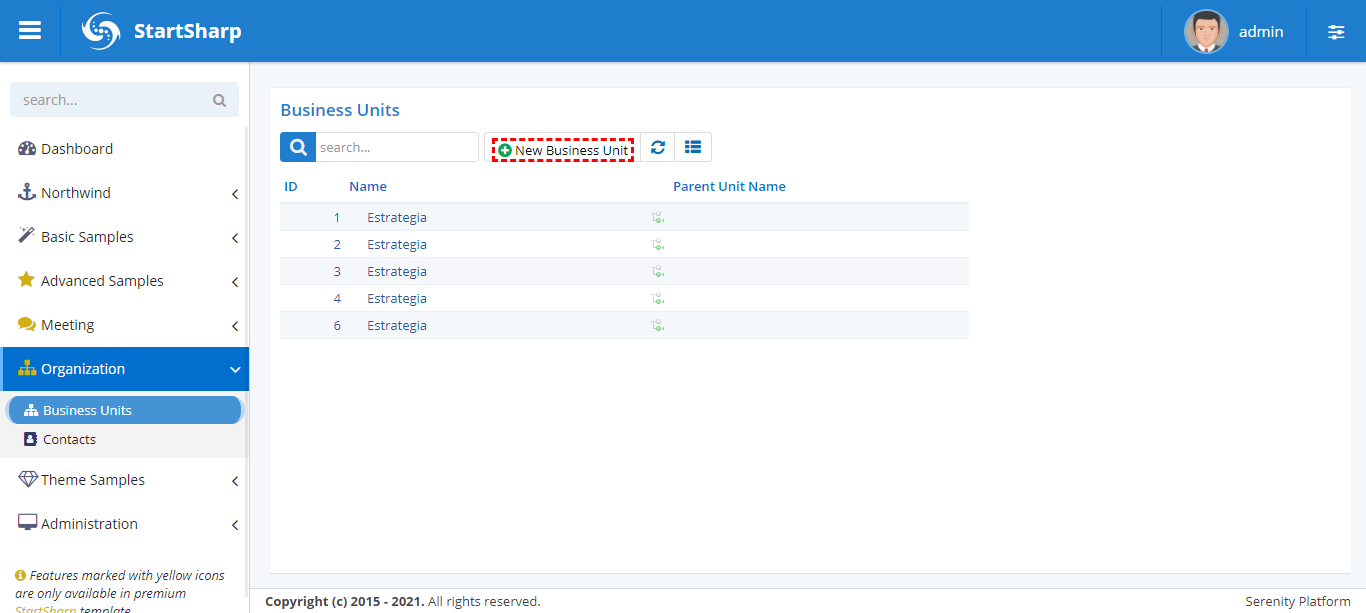 StartSharp
admin
search...
Dashboard
Northwind
Basic Samples
Advanced Samples
Meeting
Organization
Business Units
Contacts
Theme Samples
Administration
Features marked with yellow icons
are only available in premium
StartSharp template
Business Units
search...
New Business Unit
ID Name Parent Unit Name
1 Estrategia
2 Estrategia
3 Estrategia
4 Estrategia
6 Estrategia
Copyright (c) 2015 - 2021. All rights reserved.
Serenity Platform